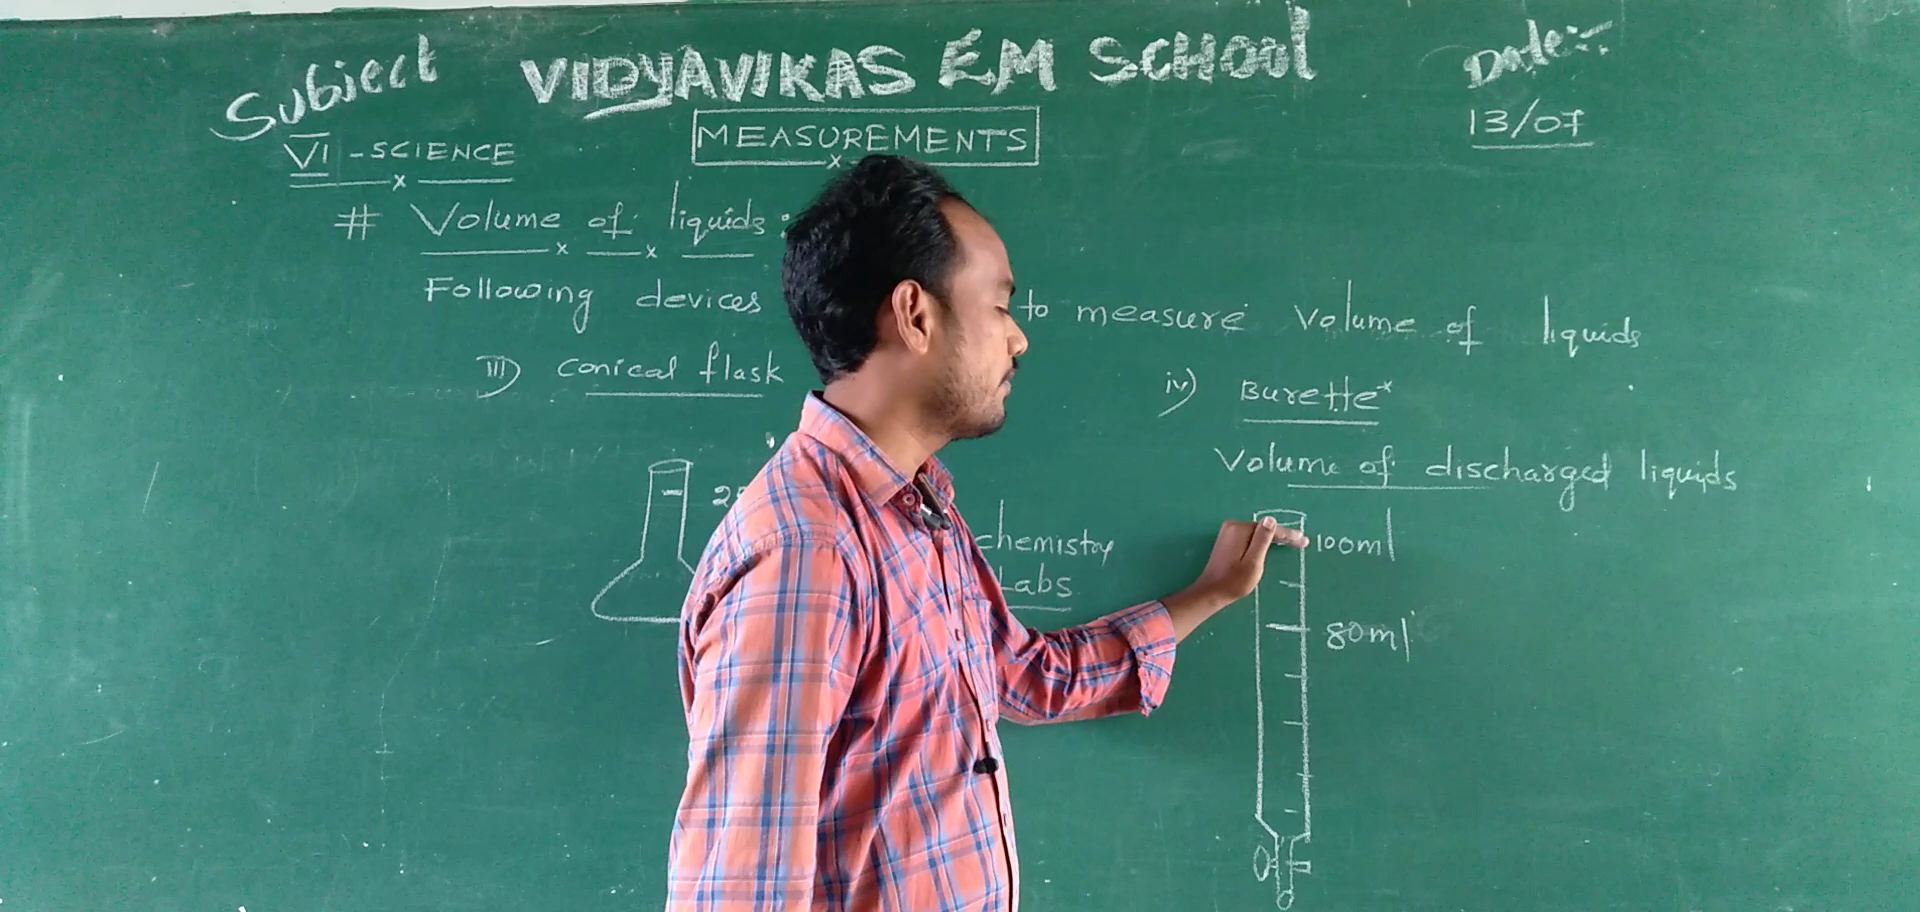 Subject VIDYAVIKAS EM SCHOOL Date:-
13/07
VI - SCIENCE
MEASUREMENTS
# Volume of liquids:
Following devices to measure volume of liquids
III) conical flask
iv) Burette*
Volume of discharged liquids
chemistry
Labs
100ml
80ml